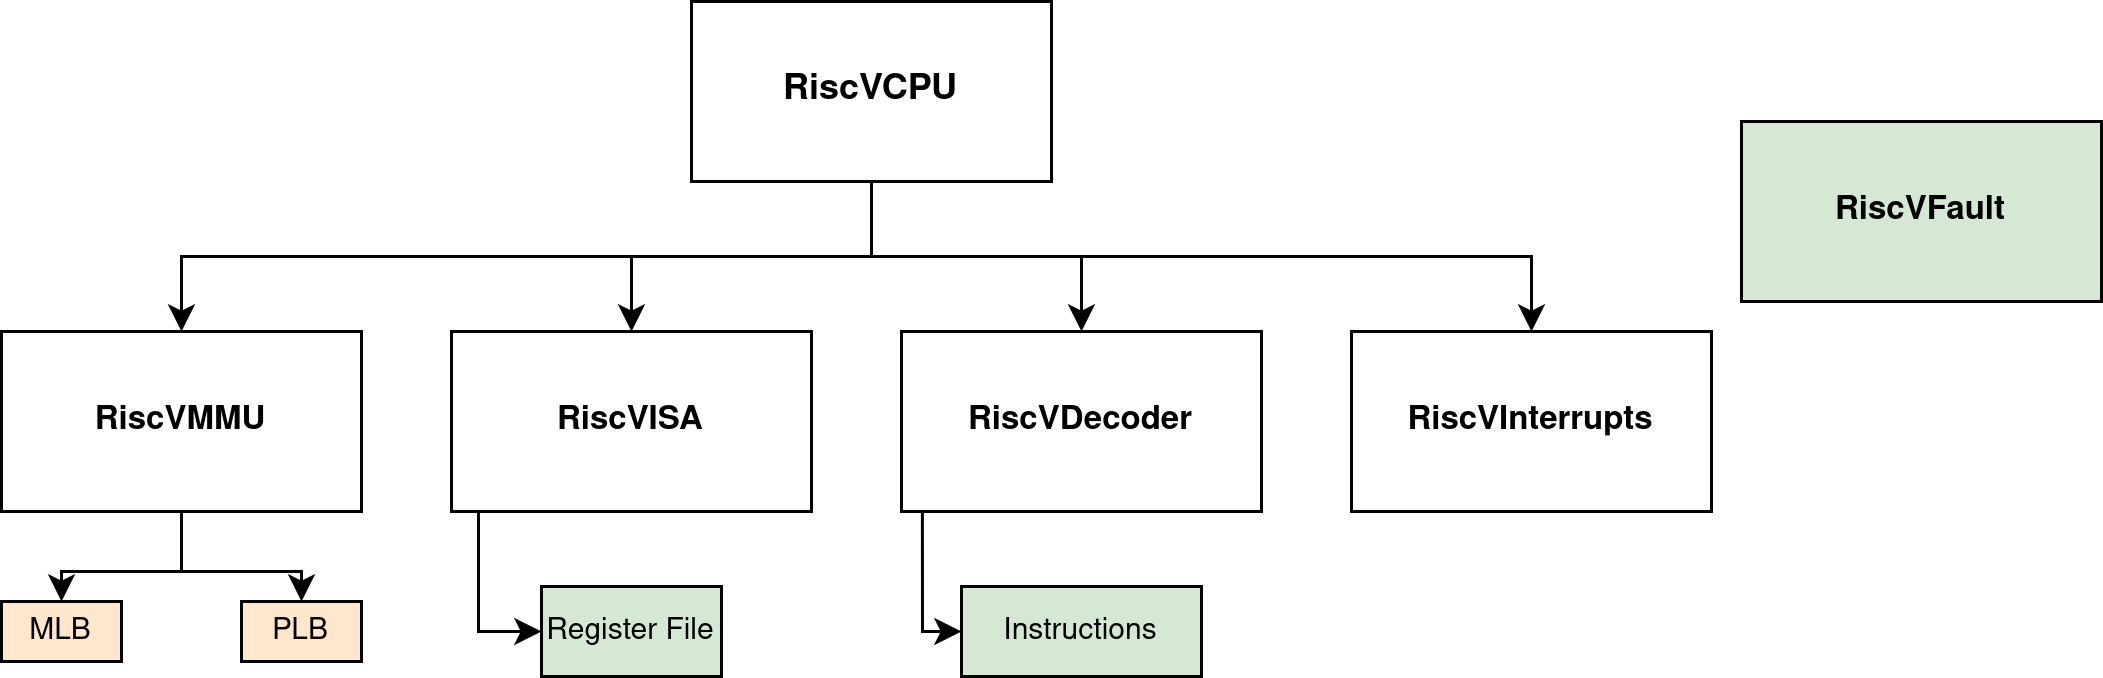 RiscVCPU
RiscVFault
RiscVMMU
RiscVISA
RiscVDecoder
RiscVInterrupts
MLB
PLB
Register File
Instructions